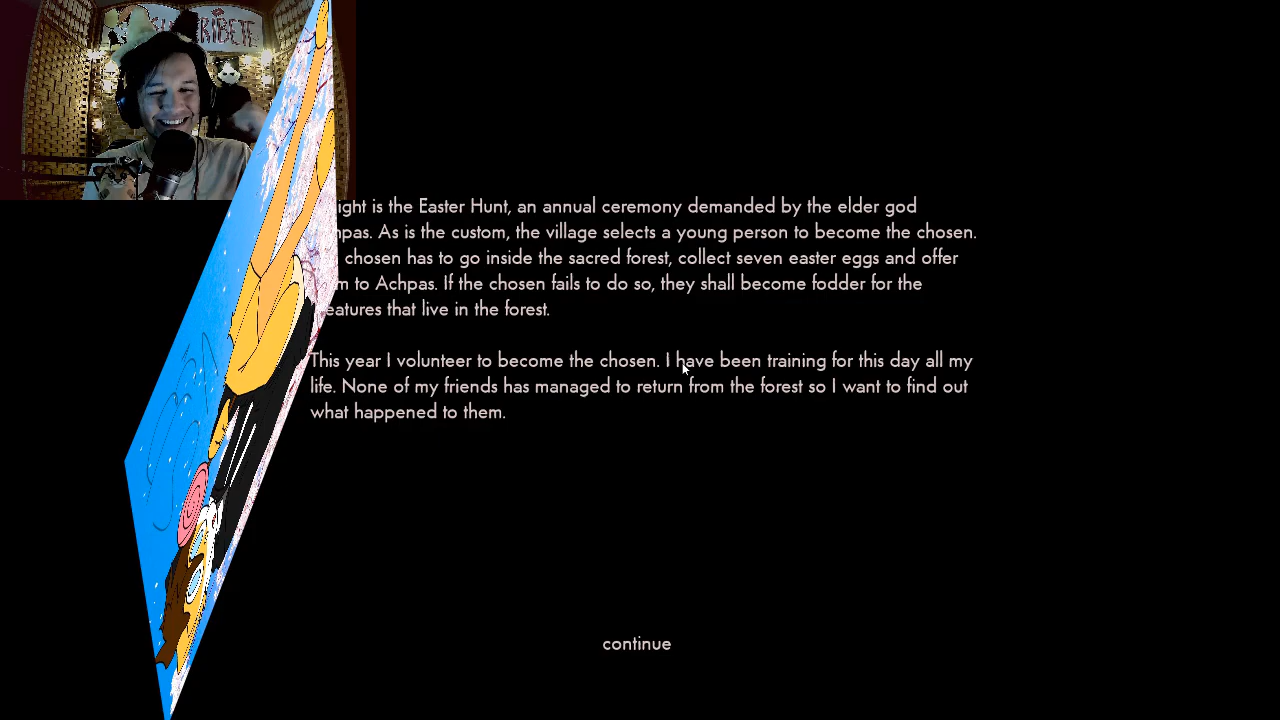 is the Easter Hunt, an annual ceremony demanded by the elder god
As is the custom, the village selects a young person to become the chosen.
chosen has to go inside the sacred forest, collect seven easter eggs and offer
to Achpas. If the chosen fails to do so, they shall become fodder for the
that live in the forest.
This year I volunteer to become the chosen. I have been training for this day all my
life. None of my friends has managed to return from the forest so I want to find out
what happened to them.
continue